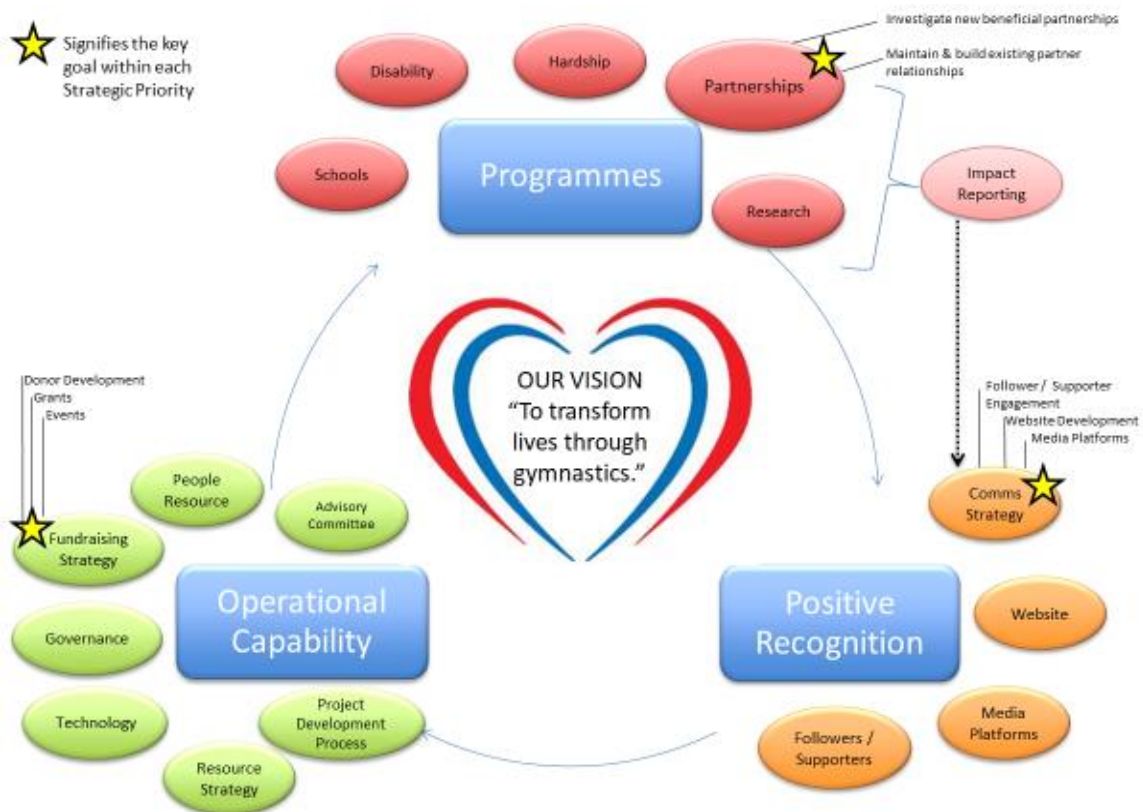 Signifies the key
goal within each
Strategic Priority
Disability
Hardship
Partnerships
Investigate new beneficial partnerships
Maintain & build existing partner
relationships
Schools
Programmes
Research
Impact
Reporting
OUR VISION
“To transform
lives through
gymnastics.”
Donor Development
Grants
Events
People
Resource
Advisory
Committee
Fundraising
Strategy
Operational
Capability
Governance
Technology
Project
Development
Process
Resource
Strategy
Follower / Supporter
Engagement
Website Development
Media Platforms
Comms
Strategy
Positive
Recognition
Website
Media
Platforms
Followers /
Supporters